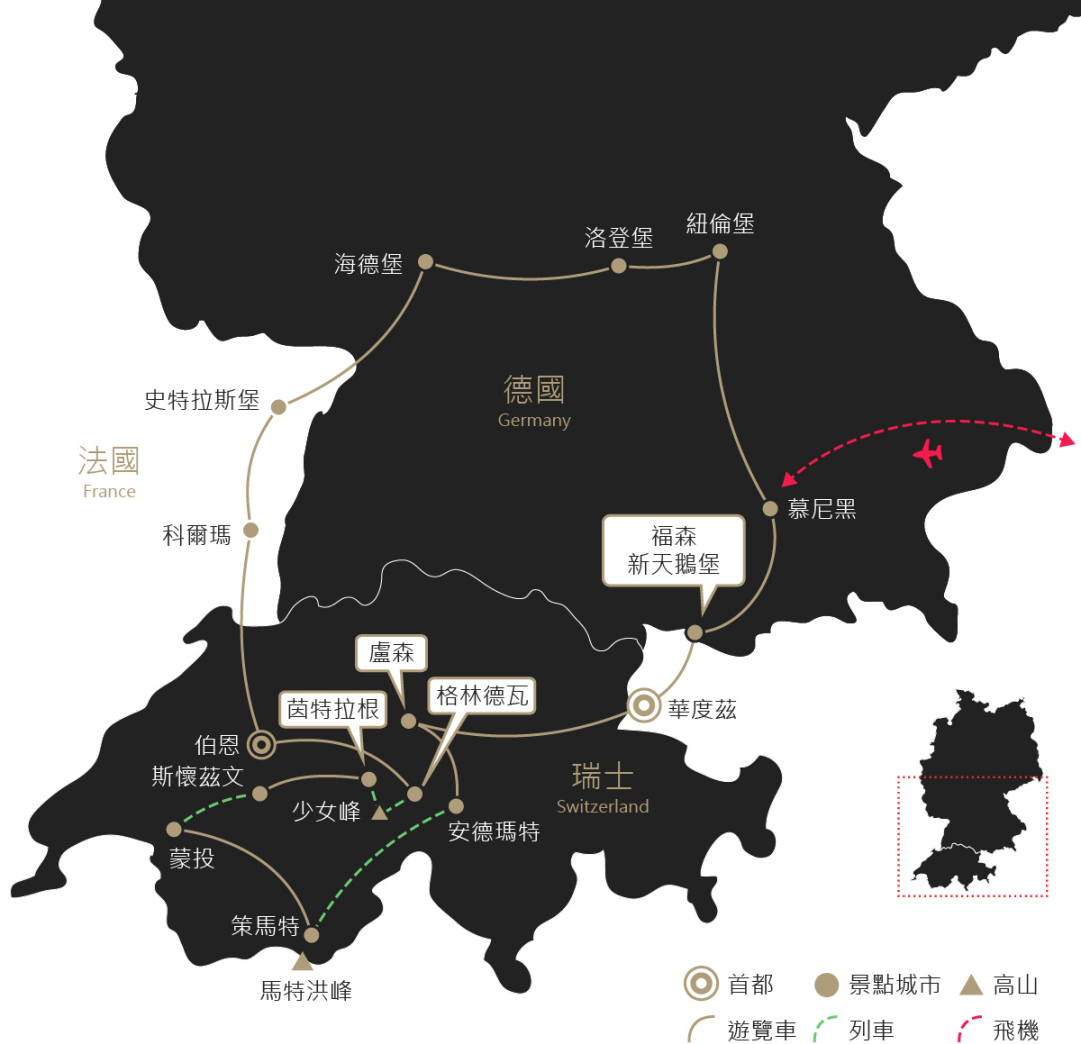 紐倫堡
洛登堡
海德堡
德國
Germany
史特拉斯堡
法國
France
慕尼黑
科爾瑪
福森
新天鵝堡
盧森
格林德瓦
茵特拉根
華度茲
伯恩
斯懷茲文
瑞士
Switzerland
少女峰
安德瑪特
蒙投
策馬特
馬特洪峰
首都
景點城市
高山
遊覽車
列車
飛機